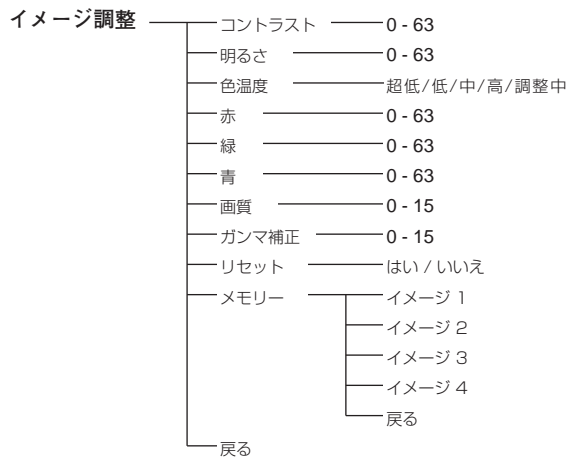 イメージ調整
コントラスト 0 - 63
明るさ 0 - 63
色温度 超低/低/中/高/調整中
赤 0 - 63
緑 0 - 63
青 0 - 63
画質 0 - 15
ガンマ補正 0 - 15
リセット はい / いいえ
メモリー イメージ 1
イメージ 2
イメージ 3
イメージ 4
戻る
戻る